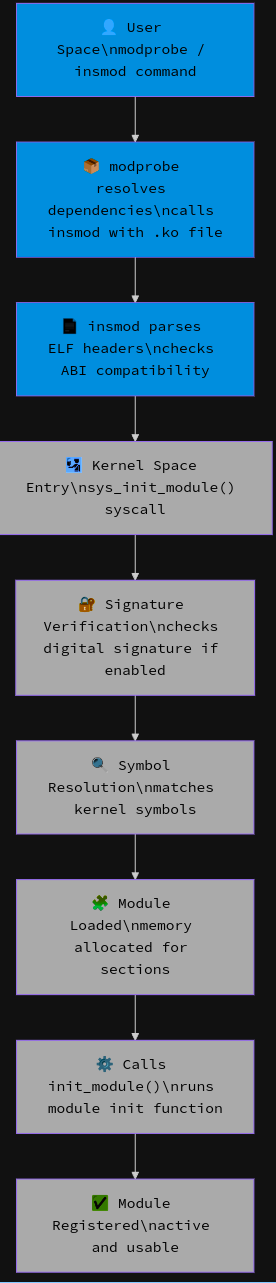 👤 User
Space\nmodprobe /
insmod command
📦 modprobe
resolves
dependencies\ncalls
insmod with .ko file
📄 insmod parses
ELF headers\nchecks
ABI compatibility
🛂 Kernel Space
Entry\nsys_init_module()
syscall
🔐 Signature
Verification\nchecks
digital signature if
enabled
🔍 Symbol
Resolution\nmatches
kernel symbols
🧩 Module
Loaded\nmemory
allocated for
sections
⚙️ Calls
init_module()\nruns
module init function
✅ Module
Registered\nactive
and usable